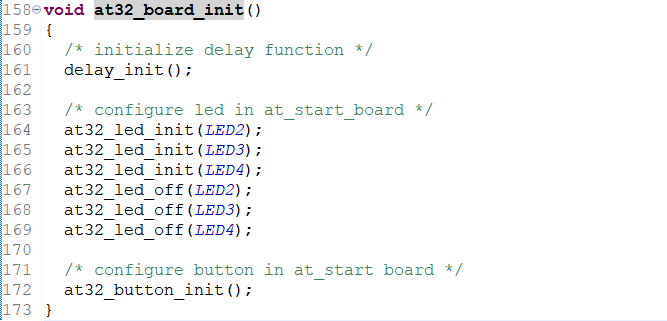 158 void at32_board_init()
159 {
160 /* initialize delay function */
161 delay_init();
162
163 /* configure led in at_start_board */
164 at32_led_init(LED2);
165 at32_led_init(LED3);
166 at32_led_init(LED4);
167 at32_led_off(LED2);
168 at32_led_off(LED3);
169 at32_led_off(LED4);
170
171 /* configure button in at_start board */
172 at32_button_init();
173 }